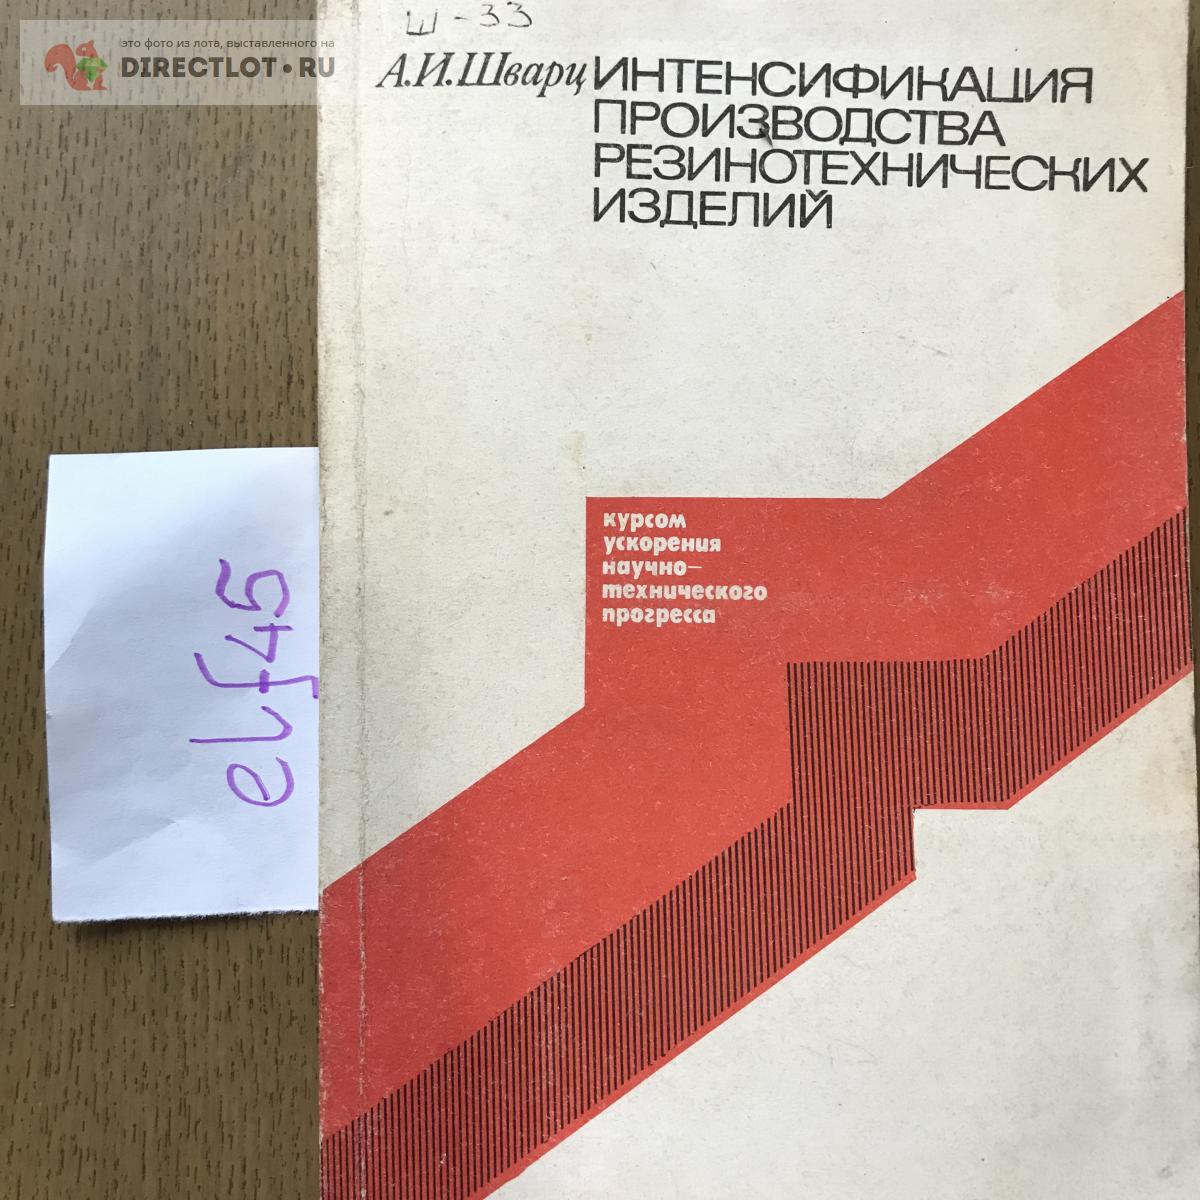 это фото из лота, выставленного на
DIRECTLOT.RU
Ш-33
А.И.Шварц
ИНТЕНСИФИКАЦИЯ
ПРОИЗВОДСТВА
РЕЗИНОТЕХНИЧЕСКИХ
ИЗДЕЛИЙ
курсом
ускорения
научно-
технического
прогресса
elf45